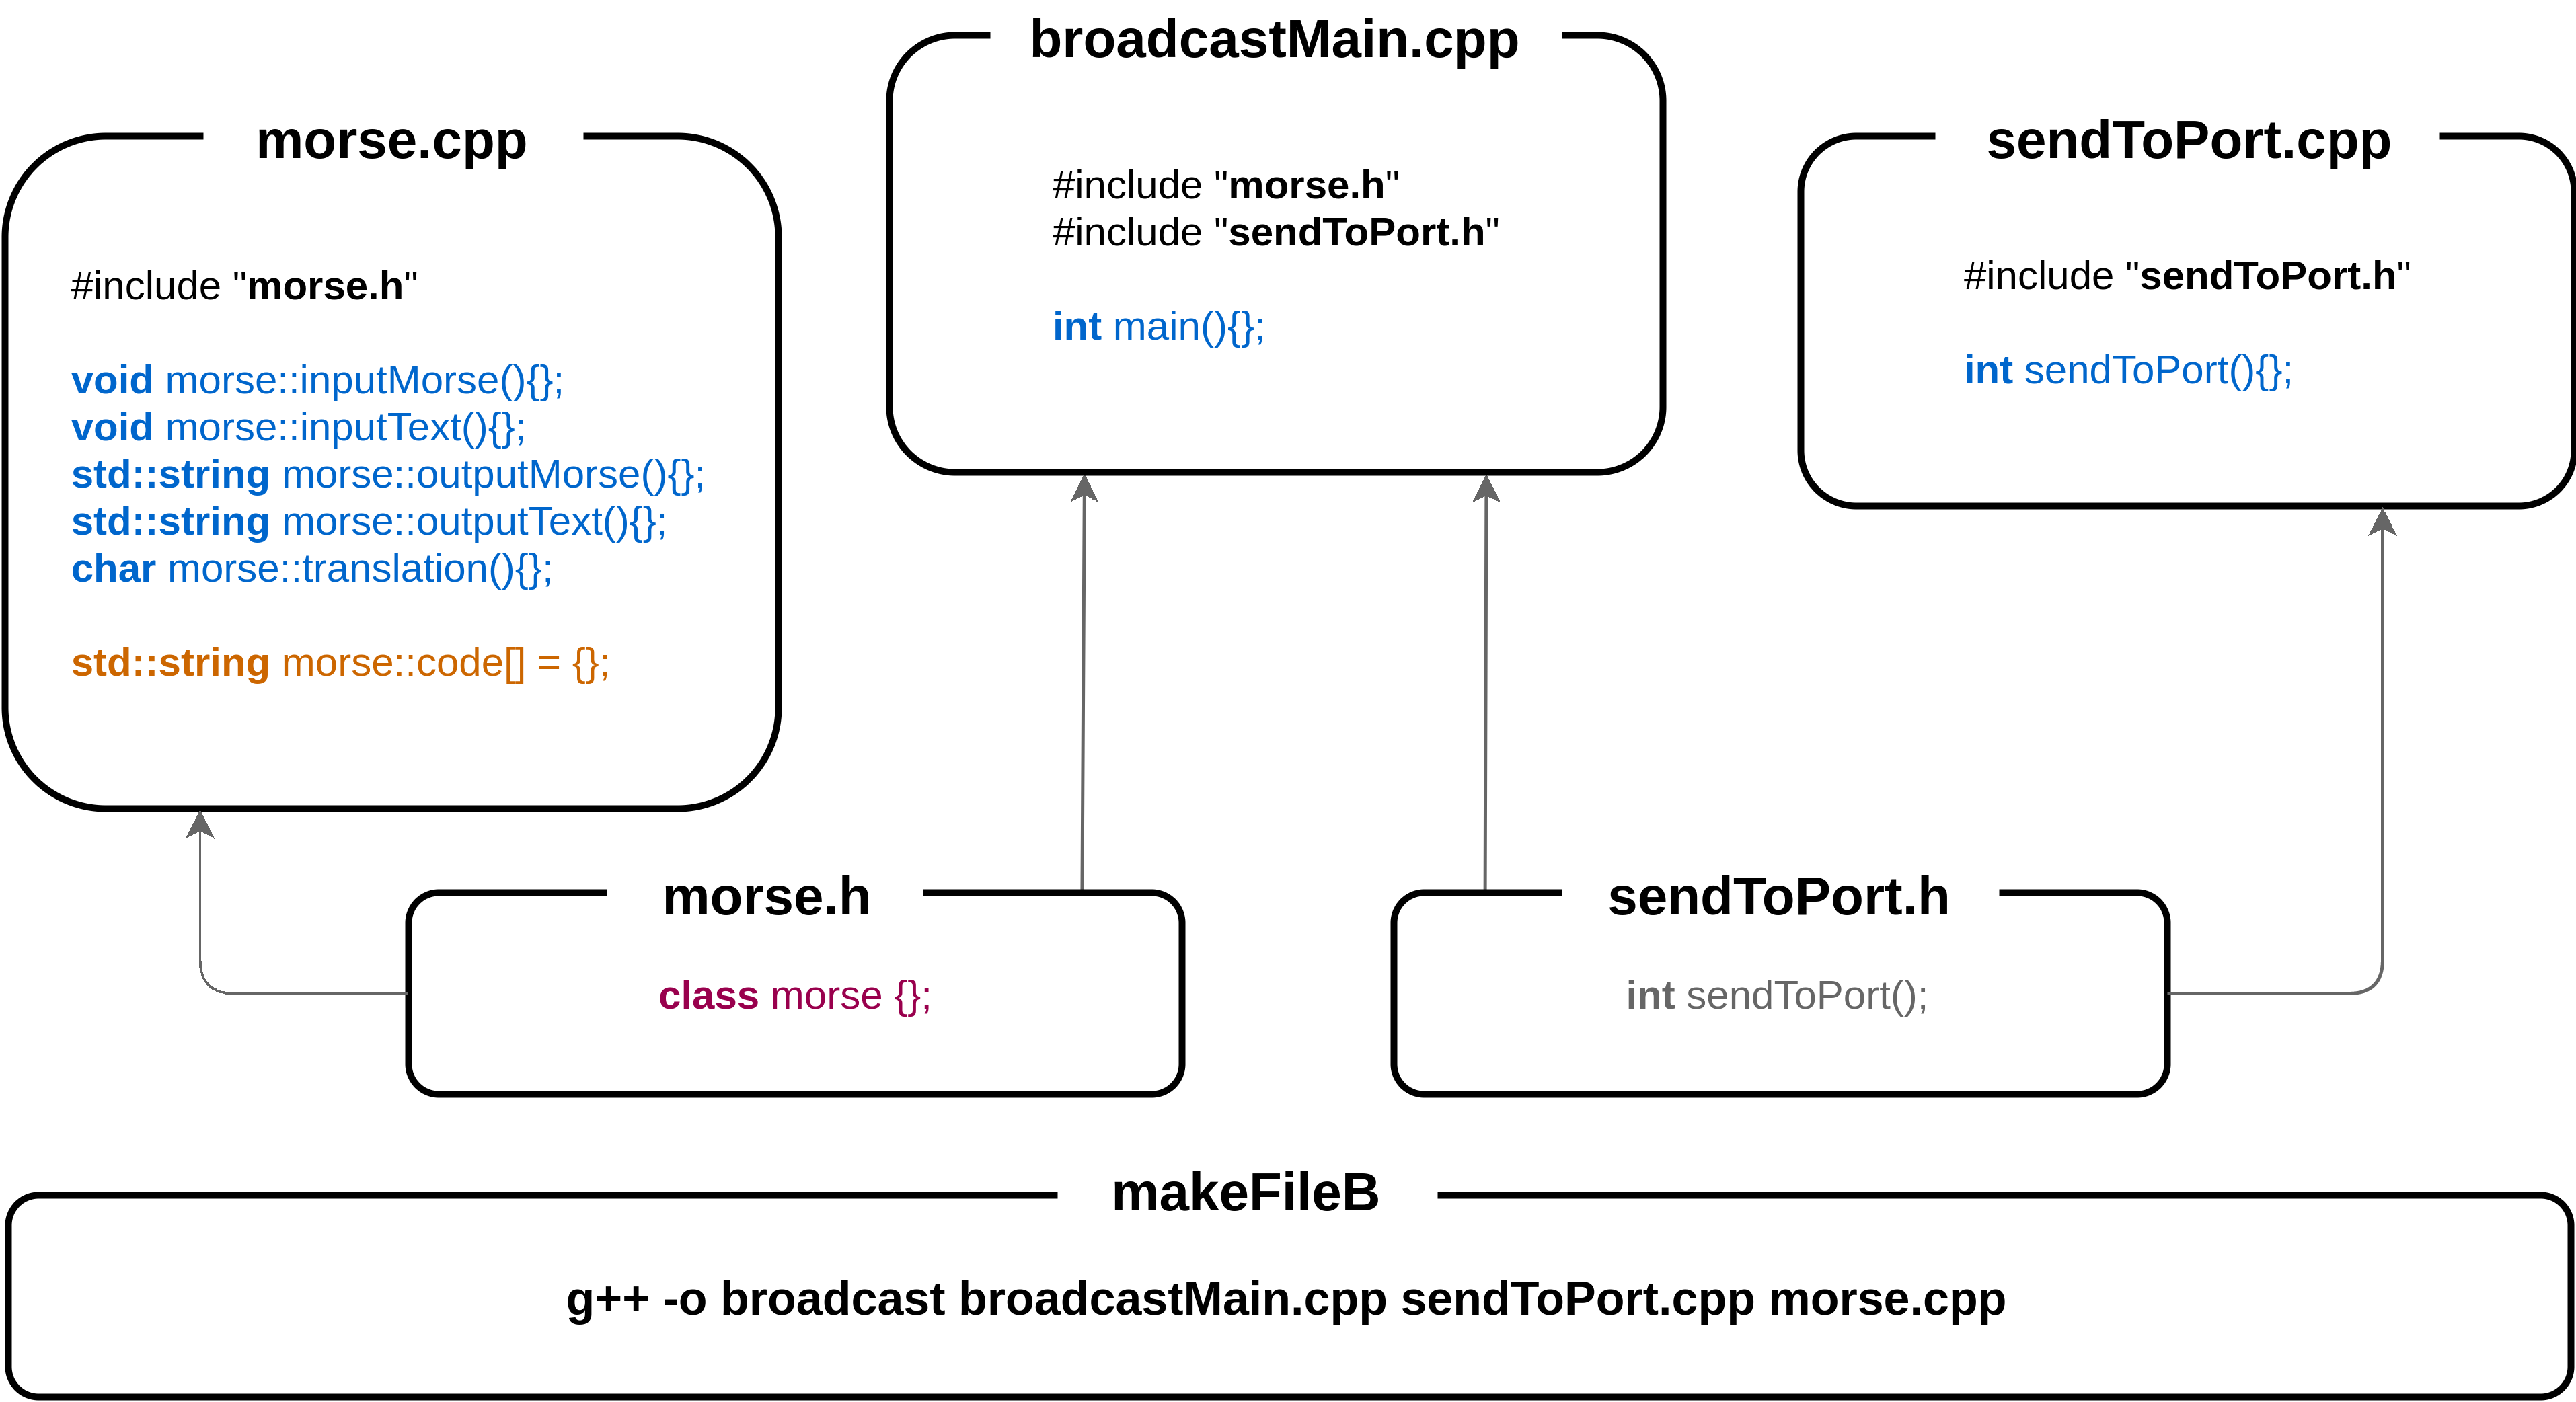 broadcastMain.cpp
#include "morse.h"
#include "sendToPort.h"
int main(){};
morse.cpp
#include "morse.h"
void morse::inputMorse(){};
void morse::inputText(){};
std::string morse::outputMorse(){};
std::string morse::outputText(){};
char morse::translation(){};
std::string morse::code[] = {};
sendToPort.cpp
#include "sendToPort.h"
int sendToPort(){};
morse.h
class morse {};
sendToPort.h
int sendToPort();
makeFileB
g++ -o broadcast broadcastMain.cpp sendToPort.cpp morse.cpp